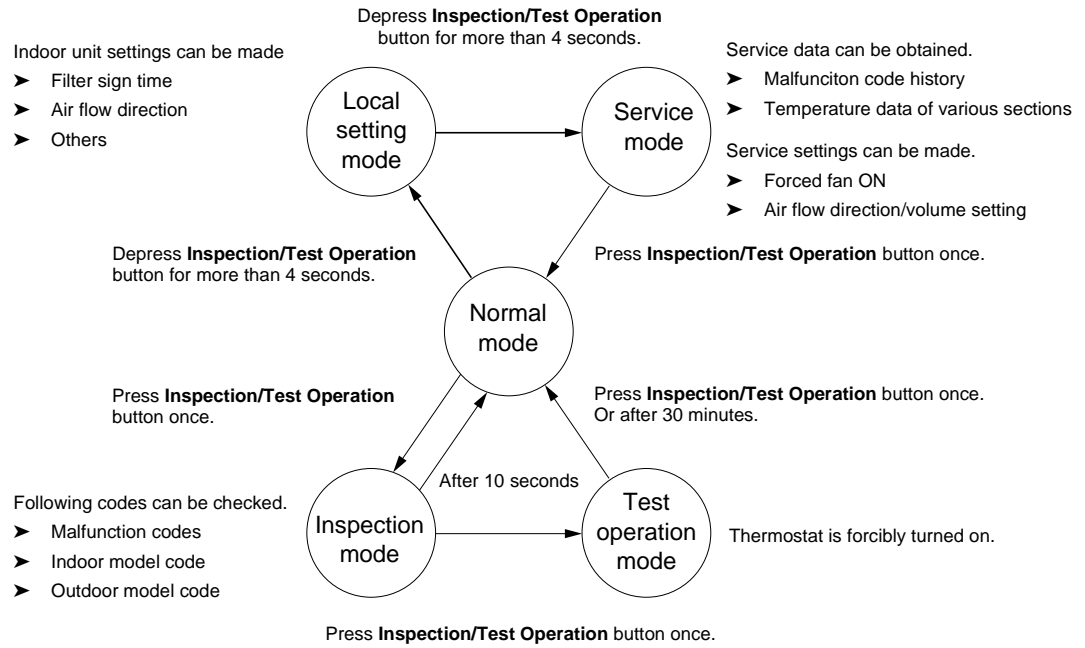 Depress Inspection/Test Operation
button for more than 4 seconds.
Indoor unit settings can be made
➤ Filter sign time
➤ Air flow direction
➤ Others
Local
setting
mode
Service
mode
Service data can be obtained.
➤ Malfunciton code history
➤ Temperature data of various sections
Service settings can be made.
➤ Forced fan ON
➤ Air flow direction/volume setting
Depress Inspection/Test Operation
button for more than 4 seconds.
Press Inspection/Test Operation button once.
Normal
mode
Press Inspection/Test Operation
button once.
Press Inspection/Test Operation button once.
Or after 30 minutes.
After 10 seconds
Following codes can be checked.
➤ Malfunction codes
➤ Indoor model code
➤ Outdoor model code
Inspection
mode
Test
operation
mode
Thermostat is forcibly turned on.
Press Inspection/Test Operation button once.